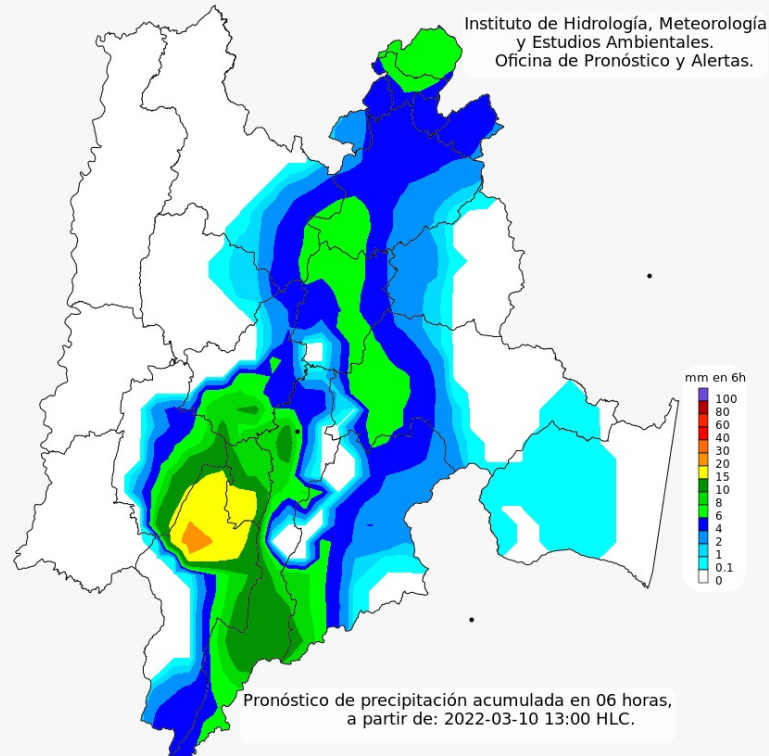 Instituto de Hidrología, Meteorología
y Estudios Ambientales.
Oficina de Pronóstico y Alertas.
mm en 6h
100
80
60
40
30
20
15
10
8
6
4
2
1
0.1
0
Pronóstico de precipitación acumulada en 06 horas,
a partir de: 2022-03-10 13:00 HLC.